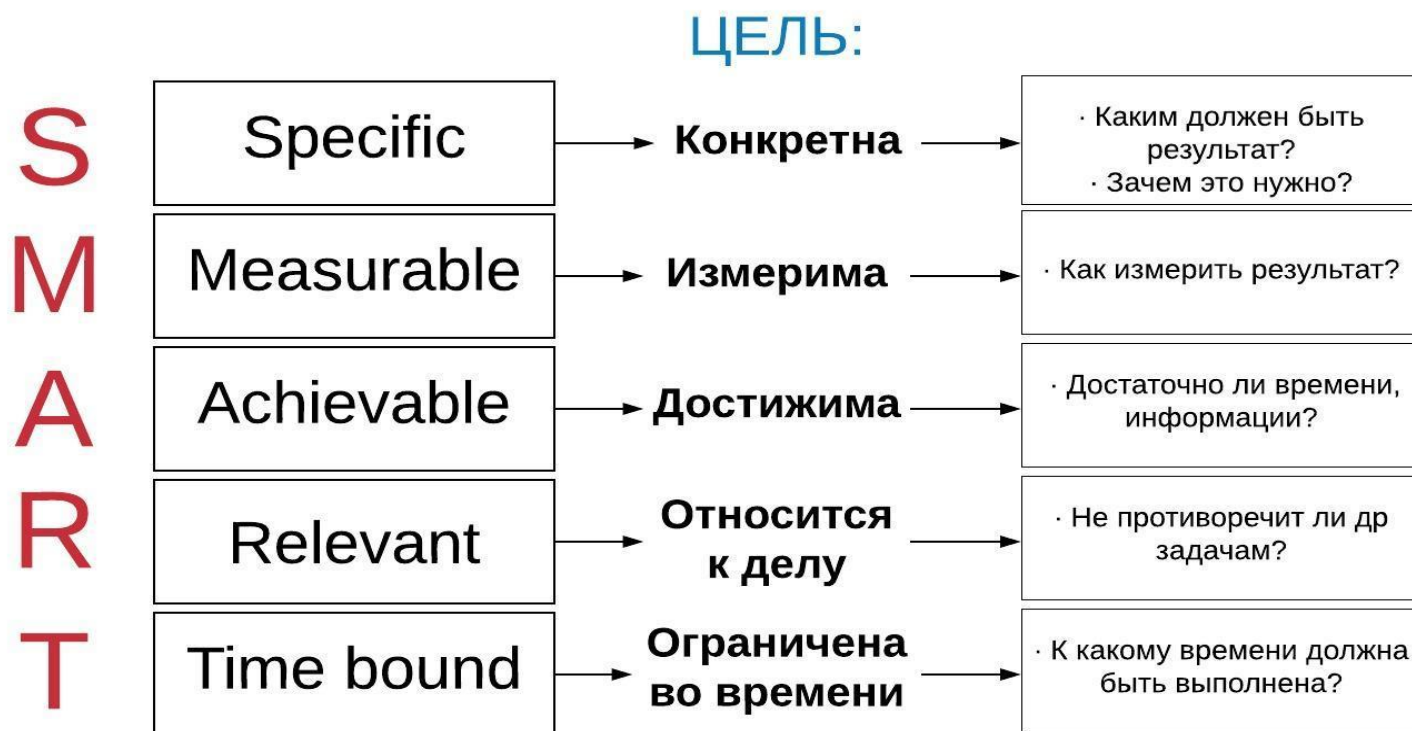 ЦЕЛЬ:
S
Specific
Конкретна
· Каким должен быть
результат?
· Зачем это нужно?
M
Measurable
Измерима
· Как измерить результат?
A
Achievable
Достижима
· Достаточно ли времени,
информации?
R
Relevant
Относится
к делу
· Не противоречит ли др
задачам?
T
Time bound
Ограничена
во времени
· К какому времени должна
быть выполнена?